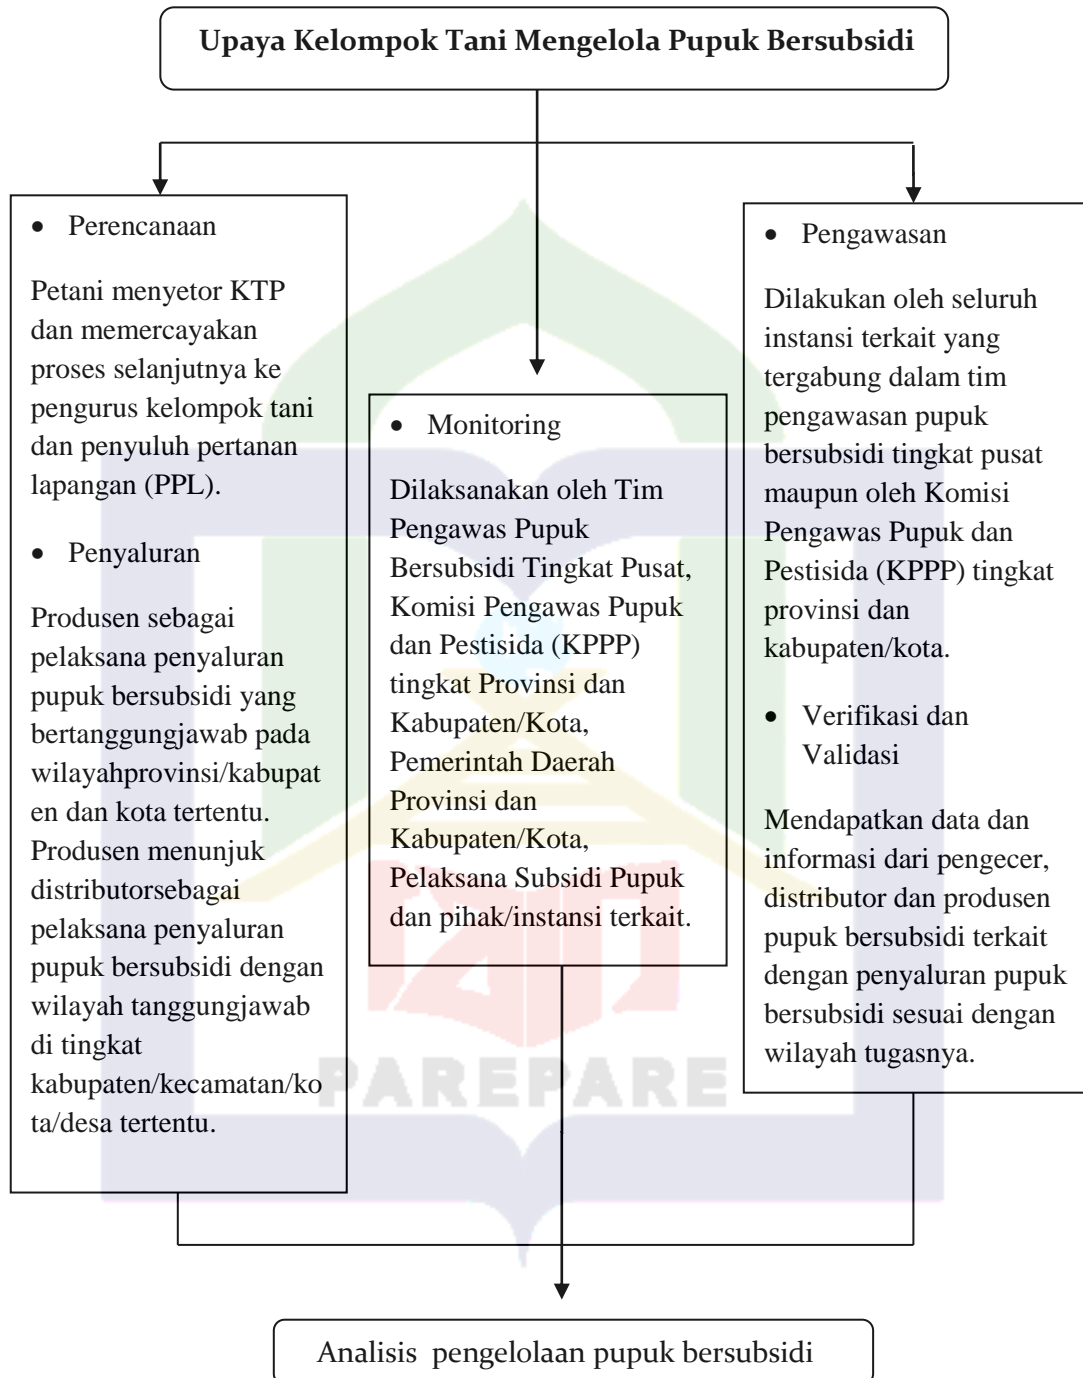 Upaya Kelompok Tani Mengelola Pupuk Bersubsidi
• Perencanaan
Petani menyetor KTP
dan memercayakan
proses selanjutnya ke
pengurus kelompok tani
dan penyuluh pertanan
lapangan (PPL).
• Penyaluran
Produsen sebagai
pelaksana penyaluran
pupuk bersubsidi yang
bertanggungjawab pada
wilayahprovinsi/kabupat
en dan kota tertentu.
Produsen menunjuk
distributorsebagai
pelaksana penyaluran
pupuk bersubsidi dengan
wilayah tanggungjawab
di tingkat
kabupaten/kecamatan/ko
ta/desa tertentu.
• Monitoring
Dilaksanakan oleh Tim
Pengawas Pupuk
Bersubsidi Tingkat Pusat,
Komisi Pengawas Pupuk
dan Pestisida (KPPP)
tingkat Provinsi dan
Kabupaten/Kota,
Pemerintah Daerah
Provinsi dan
Kabupaten/Kota,
Pelaksana Subsidi Pupuk
dan pihak/instansi terkait.
• Pengawasan
Dilakukan oleh seluruh
instansi terkait yang
tergabung dalam tim
pengawasan pupuk
bersubsidi tingkat pusat
maupun oleh Komisi
Pengawas Pupuk dan
Pestisida (KPPP) tingkat
provinsi dan
kabupaten/kota.
• Verifikasi dan
Validasi
Mendapatkan data dan
informasi dari pengecer,
distributor dan produsen
pupuk bersubsidi terkait
dengan penyaluran pupuk
bersubsidi sesuai dengan
wilayah tugasnya.
PAREPARE
Analisis pengelolaan pupuk bersubsidi